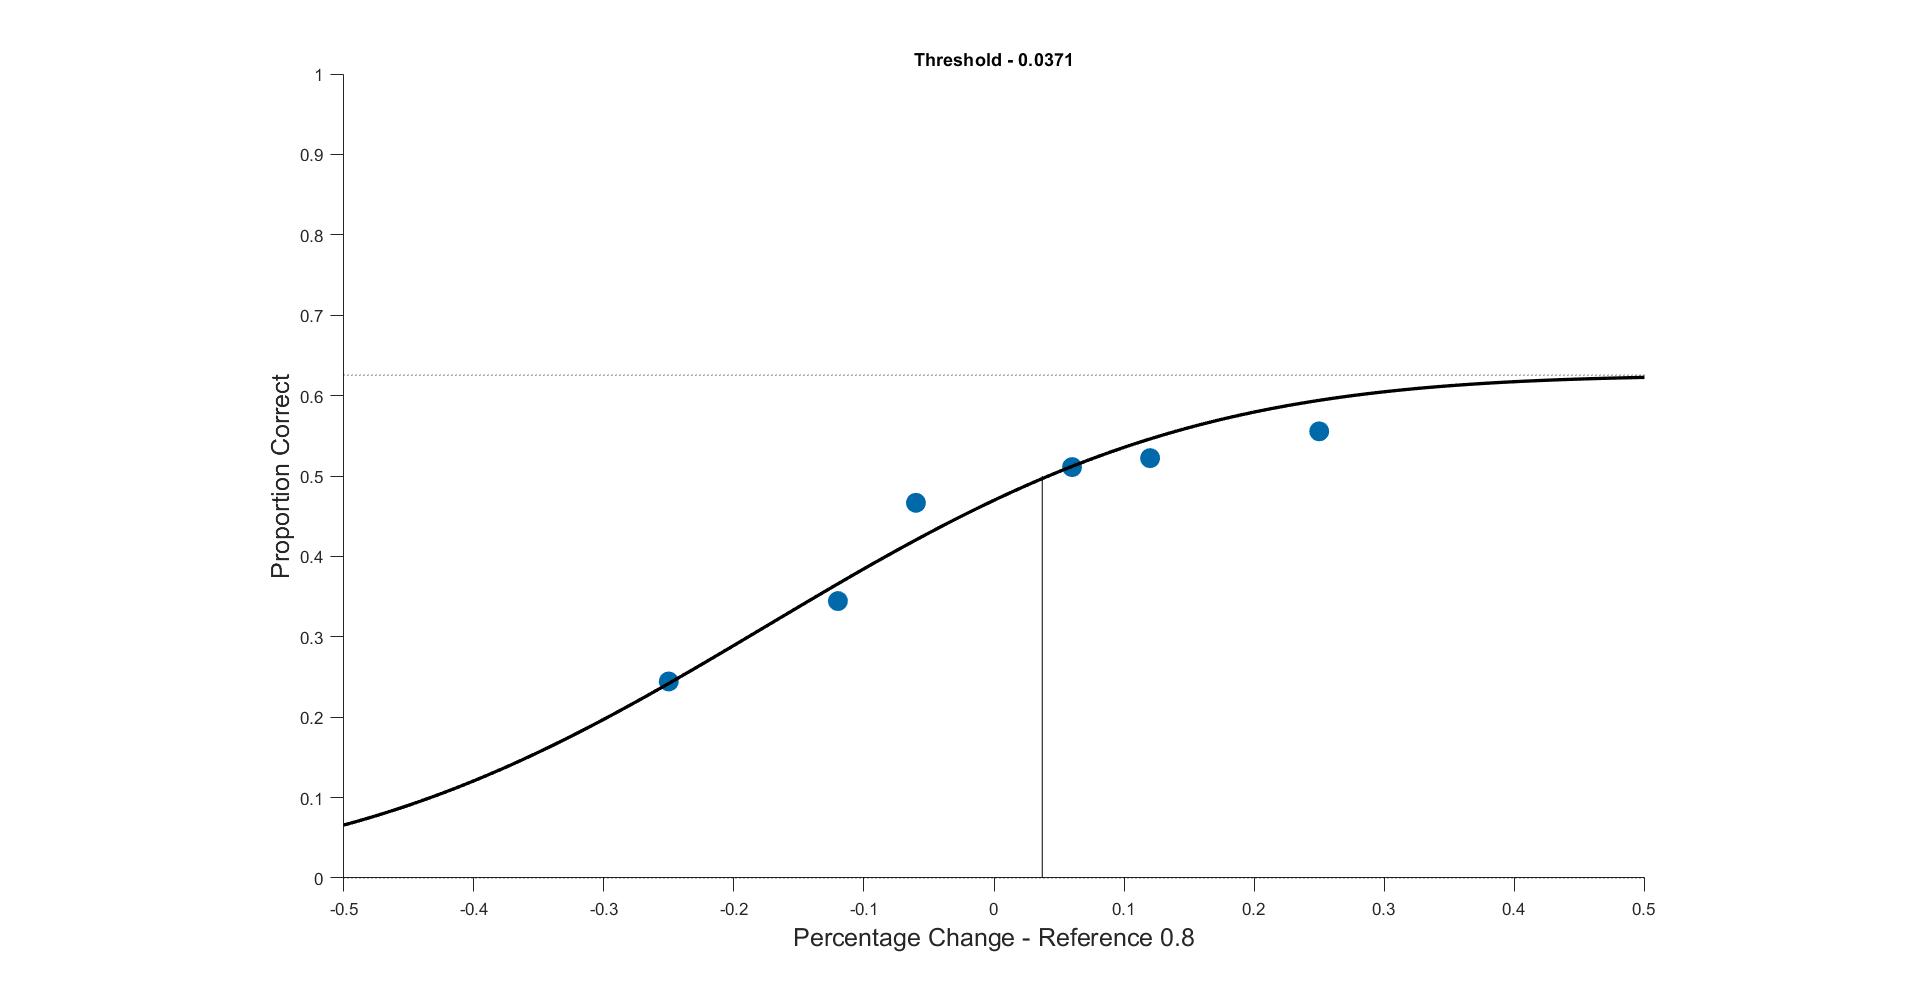 Threshold - 0.0371
1
0.9
0.8
0.7
0.6
0.5
0.4
0.3
0.2
0.1
0
Proportion Correct
-0.5 -0.4 -0.3 -0.2 -0.1 0 0.1 0.2 0.3 0.4 0.5
Percentage Change - Reference 0.8